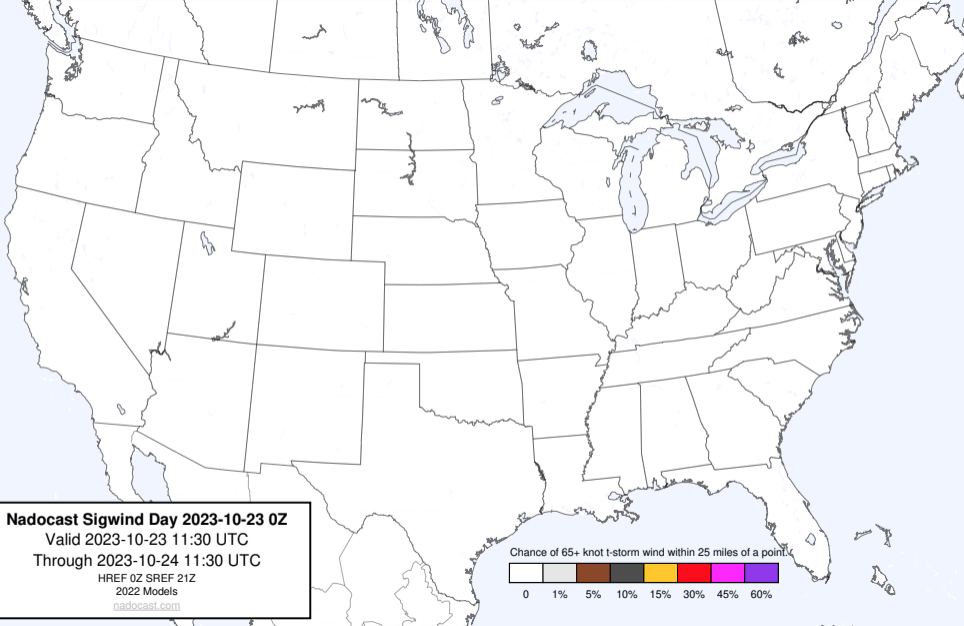 Nadocast Sigwind Day 2023-10-23 0Z
Valid 2023-10-23 11:30 UTC
Through 2023-10-24 11:30 UTC
HREF 0Z SREF 21Z
2022 Models
nadocast.com
Chance of 65+ knot t-storm wind within 25 miles of a point.
0 1% 5% 10% 15% 30% 45% 60%